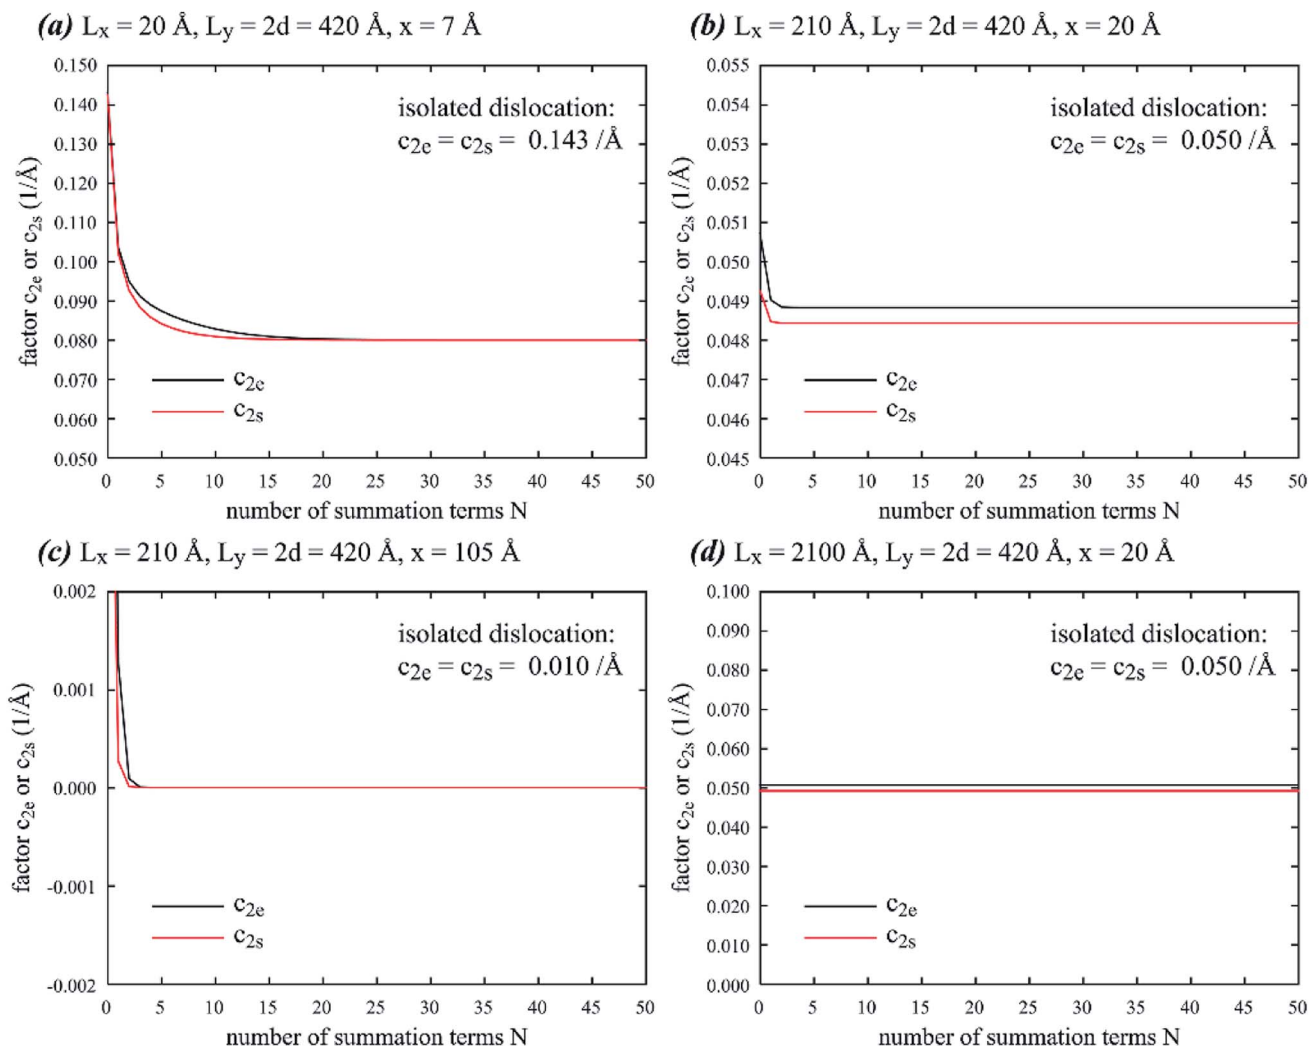 (a) Lx = 20 Å, Ly = 2d = 420 Å, x = 7 Å
0.150
0.140
0.130
0.120
0.110
0.100
0.090
0.080
0.070
0.060
0.050
factor c2e or c2s (1/Å)
isolated dislocation:
c2e = c2s = 0.143 /Å
c2e
c2s
0 5 10 15 20 25 30 35 40 45 50
number of summation terms N
(b) Lx = 210 Å, Ly = 2d = 420 Å, x = 20 Å
0.055
0.054
0.053
0.052
0.051
0.050
0.049
0.048
0.047
0.046
0.045
factor c2e or c2s (1/Å)
isolated dislocation:
c2e = c2s = 0.050 /Å
c2e
c2s
0 5 10 15 20 25 30 35 40 45 50
number of summation terms N
(c) Lx = 210 Å, Ly = 2d = 420 Å, x = 105 Å
0.002
0.001
0.000
-0.001
-0.002
factor c2e or c2s (1/Å)
isolated dislocation:
c2e = c2s = 0.010 /Å
c2e
c2s
0 5 10 15 20 25 30 35 40 45 50
number of summation terms N
(d) Lx = 2100 Å, Ly = 2d = 420 Å, x = 20 Å
0.100
0.090
0.080
0.070
0.060
0.050
0.040
0.030
0.020
0.010
0.000
factor c2e or c2s (1/Å)
isolated dislocation:
c2e = c2s = 0.050 /Å
c2e
c2s
0 5 10 15 20 25 30 35 40 45 50
number of summation terms N